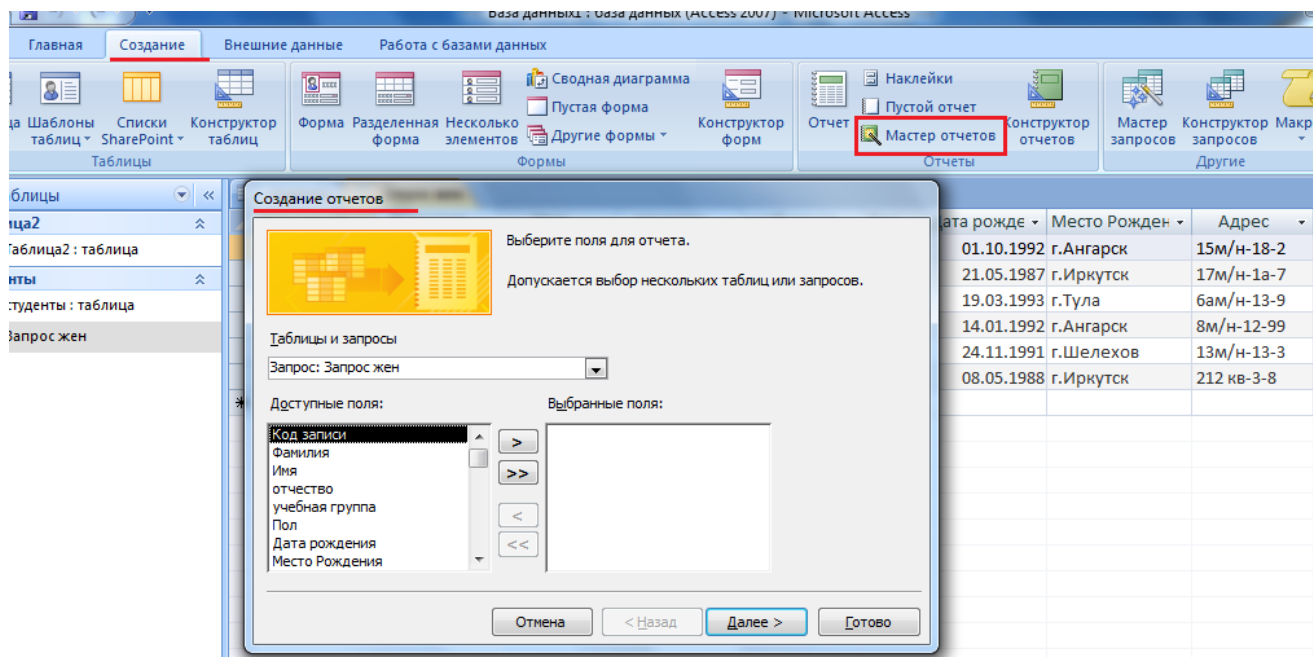 База данных1 : база данных (Access 2007) - Microsoft Access
Главная Создание Внешние данные Работа с базами данных
Шаблоны таблиц
Списки SharePoint
Конструктор таблиц
Таблицы
Форма
Разделенная форма
Несколько элементов
Сводная диаграмма
Пустая форма
Другие формы
Конструктор форм
Формы
Отчет
Наклейки
Пустой отчет
Мастер отчетов
Конструктор отчетов
Отчеты
Мастер запросов
Конструктор запросов
Макр
Другие
блицы
ица2
Таблица2 : таблица
нты
студенты : таблица
Запрос жен
Создание отчетов
Выберите поля для отчета.
Допускается выбор нескольких таблиц или запросов.
Таблицы и запросы
Запрос: Запрос жен
Доступные поля:
Выбранные поля:
Код записи
Фамилия
Имя
отчество
учебная группа
Пол
Дата рождения
Место Рождения
>
>>
<
<<
Отмена
< Назад
Далее >
Готово
Дата рожде Место Рожден Адрес
01.10.1992 г.Ангарск 15м/н-18-2
21.05.1987 г.Иркутск 17м/н-1а-7
19.03.1993 г.Тула 6ам/н-13-9
14.01.1992 г.Ангарск 8м/н-12-99
24.11.1991 г.Шелехов 13м/н-13-3
08.05.1988 г.Иркутск 212 кв-3-8